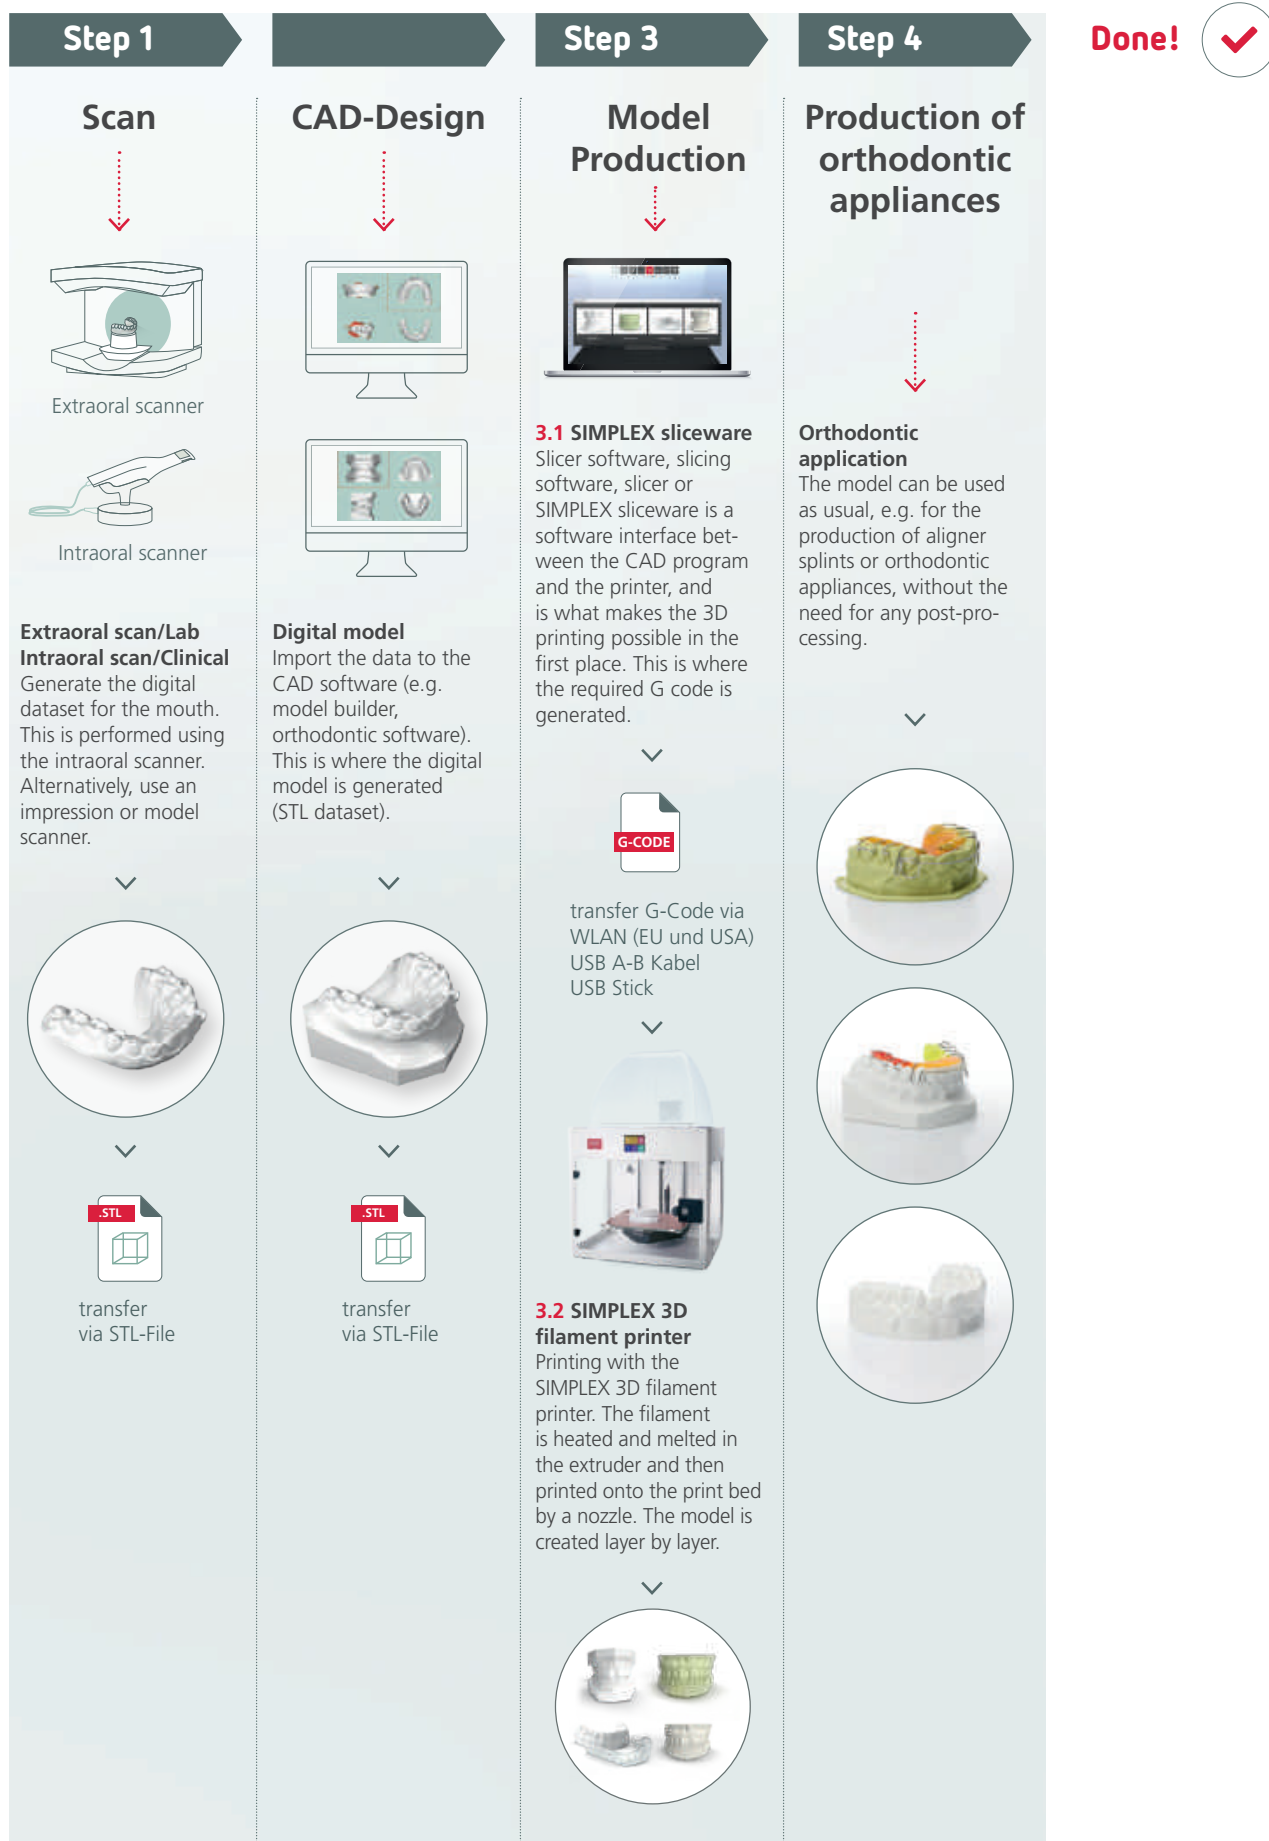 Step 1
Scan
Extraoral scanner
Intraoral scanner
Extraoral scan/Lab
Intraoral scan/Clinical
Generate the digital
dataset for the mouth.
This is performed using
the intraoral scanner.
Alternatively, use an
impression or model
scanner.
.STL
transfer
via STL-File
CAD-Design
Digital model
Import the data to the
CAD software (e.g.
model builder,
orthodontic software).
This is where the digital
model is generated
(STL dataset).
.STL
transfer
via STL-File
Step 3
Model
Production
3.1 SIMPLEX sliceware
Slicer software, slicing
software, slicer or
SIMPLEX sliceware is a
software interface bet-
ween the CAD program
and the printer, and
is what makes the 3D
printing possible in the
first place. This is where
the required G code is
generated.
G-CODE
transfer G-Code via
WLAN (EU und USA)
USB A-B Kabel
USB Stick
3.2 SIMPLEX 3D
filament printer
Printing with the
SIMPLEX 3D filament
printer. The filament
is heated and melted in
the extruder and then
printed onto the print bed
by a nozzle. The model is
created layer by layer.
Step 4
Production of
orthodontic
appliances
Orthodontic
application
The model can be used
as usual, e.g. for the
production of aligner
splints or orthodontic
appliances, without the
need for any post-pro-
cessing.
Done!